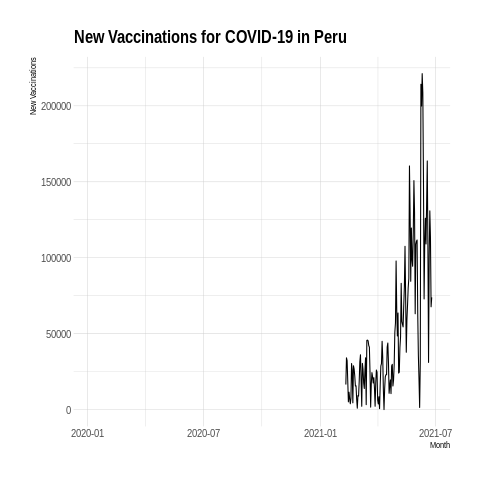 New Vaccinations for COVID-19 in Peru
New Vaccinations
200000
150000
100000
50000
0
2020-01 2020-07 2021-01 2021-07
Month